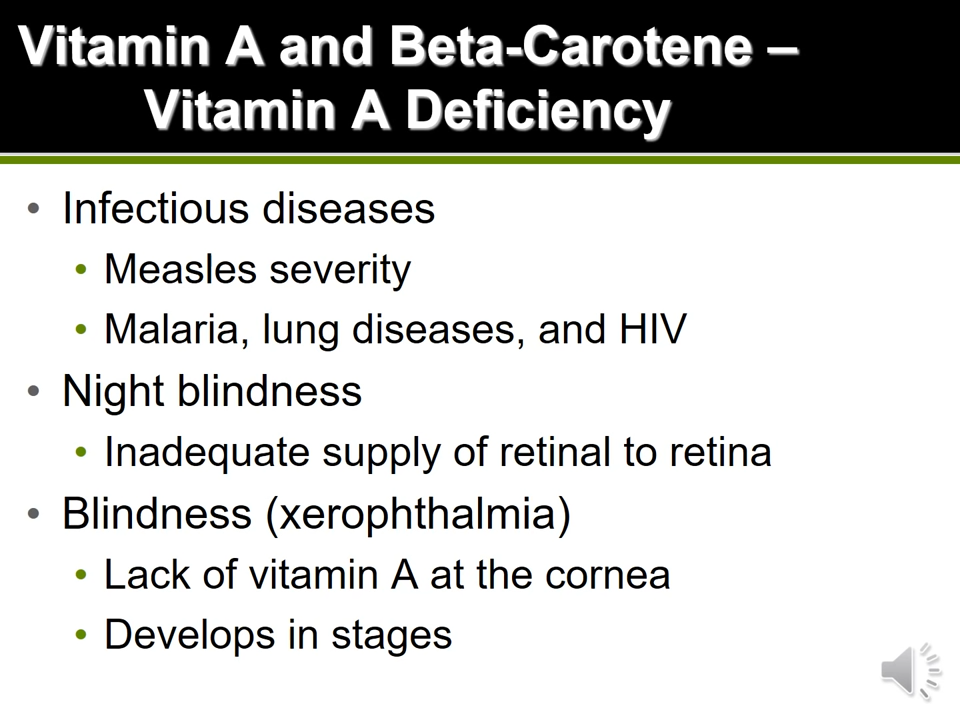 Vitamin A and Beta-Carotene –
Vitamin A Deficiency
• Infectious diseases
• Measles severity
• Malaria, lung diseases, and HIV
• Night blindness
• Inadequate supply of retinal to retina
• Blindness (xerophthalmia)
• Lack of vitamin A at the cornea
• Develops in stages